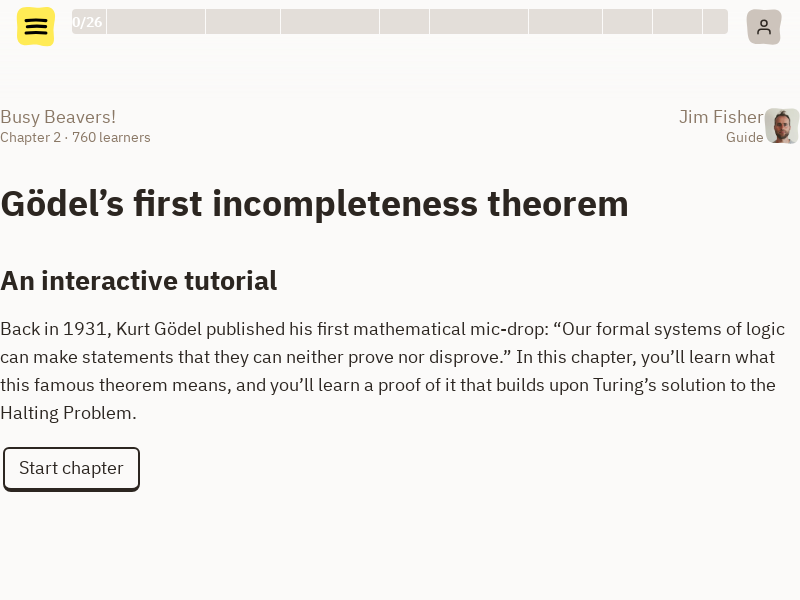 0/26
Busy Beavers!
Chapter 2 · 760 learners
Jim Fisher
Guide
Gödel’s first incompleteness theorem
An interactive tutorial
Back in 1931, Kurt Gödel published his first mathematical mic-drop: “Our formal systems of logic
can make statements that they can neither prove nor disprove.” In this chapter, you’ll learn what
this famous theorem means, and you’ll learn a proof of it that builds upon Turing’s solution to the
Halting Problem.
Start chapter